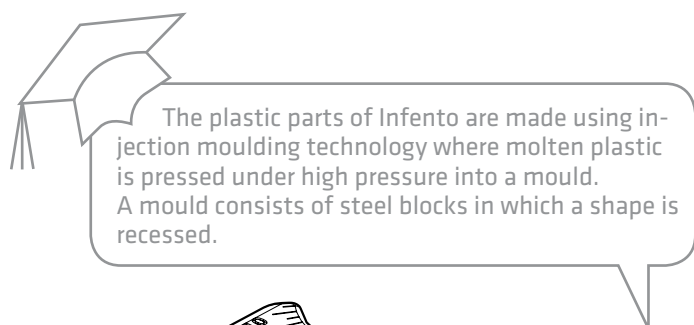 The plastic parts of Infento are made using in-
jection moulding technology where molten plastic
is pressed under high pressure into a mould.
A mould consists of steel blocks in which a shape is
recessed.